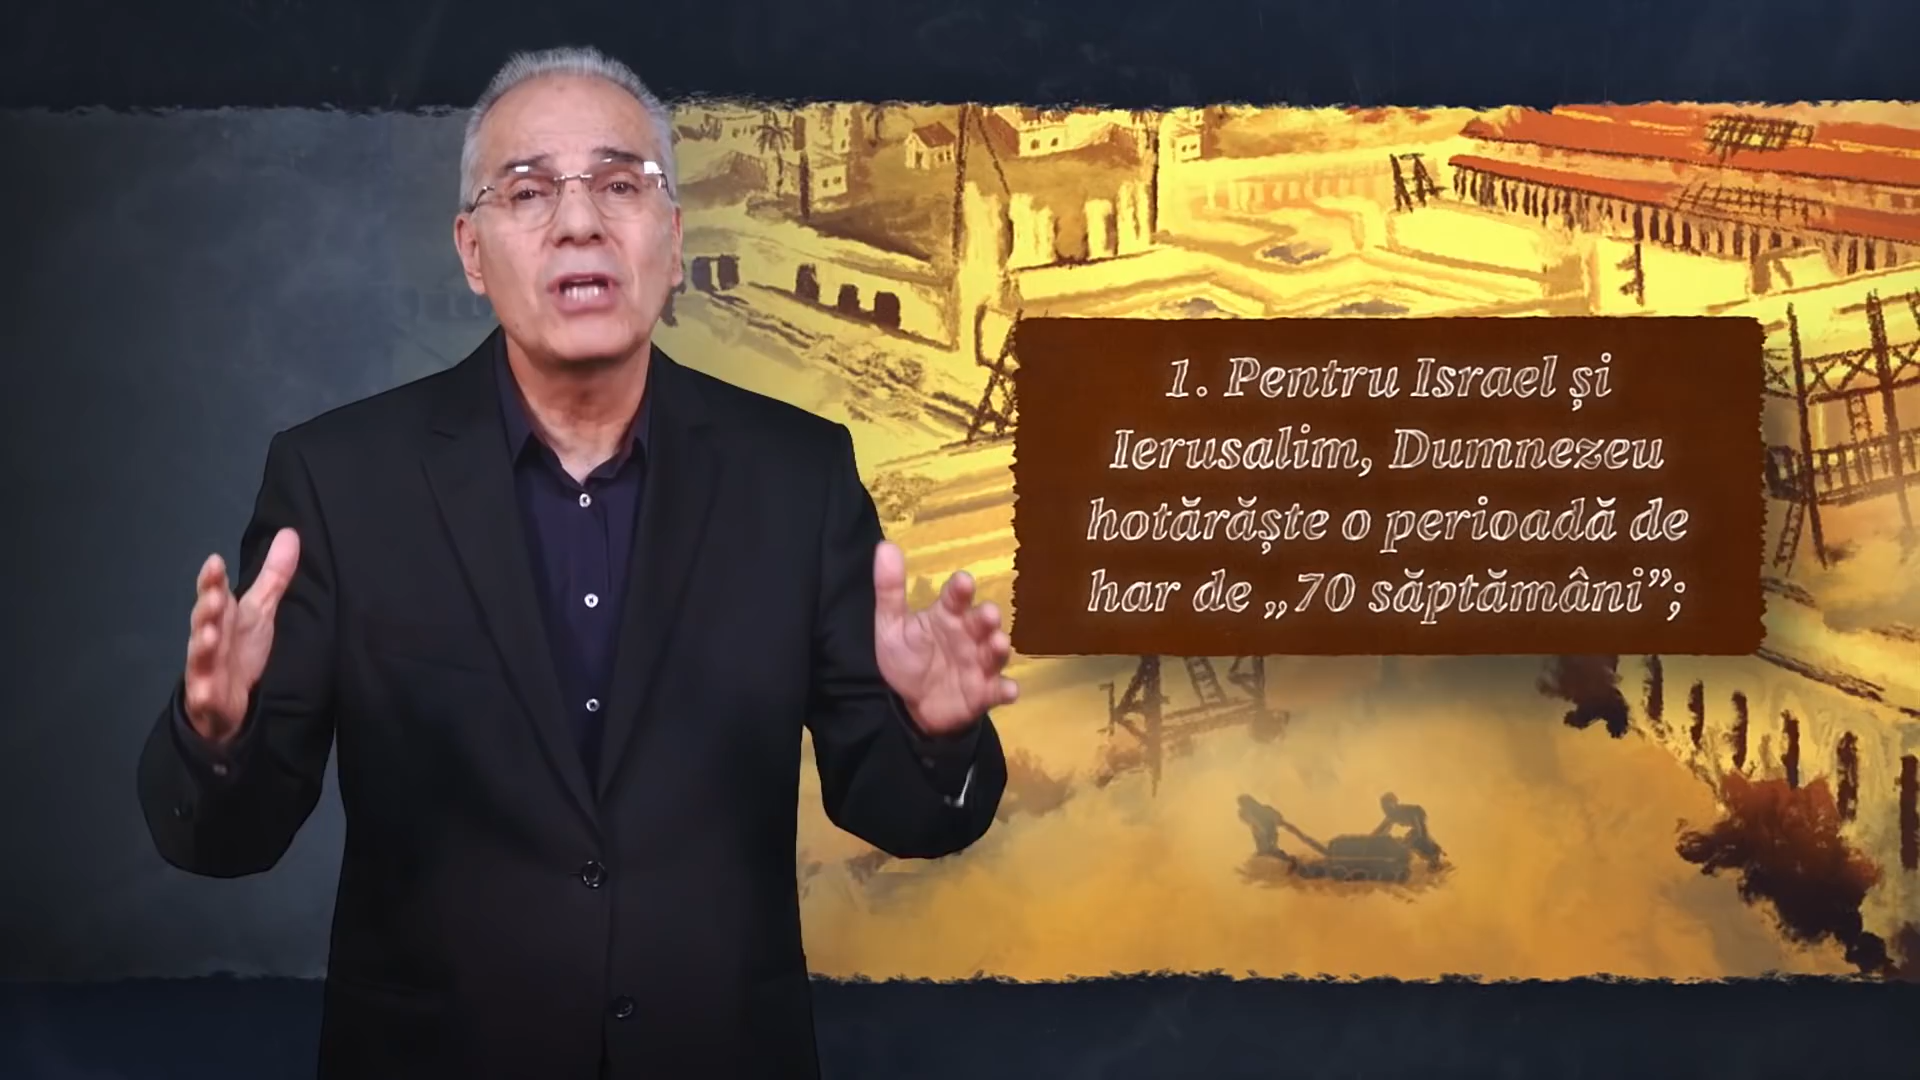 1. Pentru Israel și
Ierusalim, Dumnezeu
hotărăște o perioadă de
har de „70 săptămâni”;